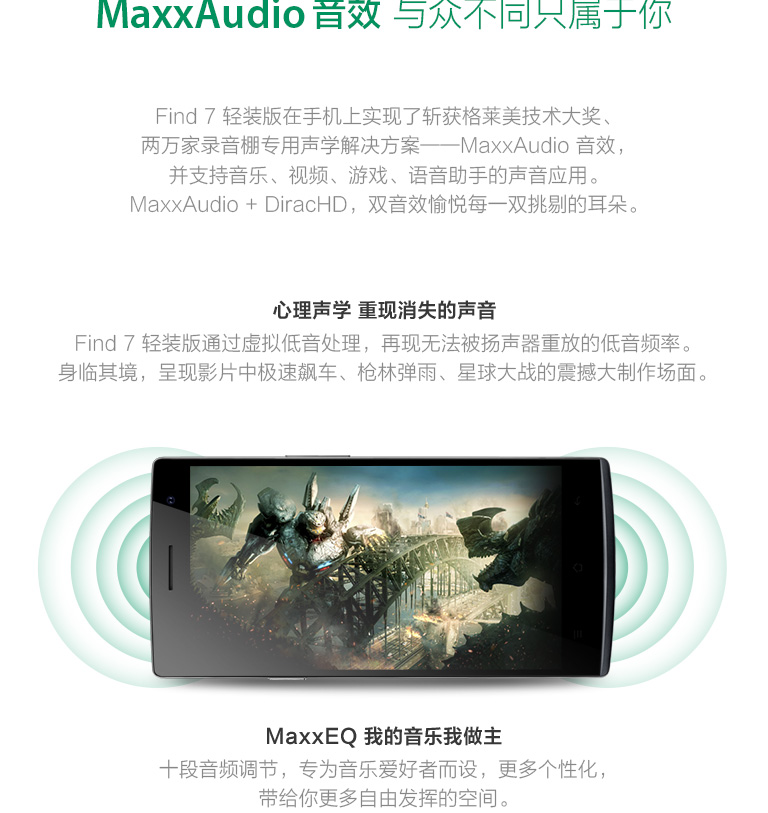 MaxxAudio 音效 与众不同只属于你
Find 7 轻装版在手机上实现了斩获格莱美技术大奖、
两万家录音棚专用声学解决方案——MaxxAudio 音效，
并支持音乐、视频、游戏、语音助手的声音应用。
MaxxAudio + DiracHD，双音效愉悦每一双挑剔的耳朵。
心理声学 重现消失的声音
Find 7 轻装版通过虚拟低音处理，再现无法被扬声器重放的低音频率。
身临其境，呈现影片中极速飙车、枪林弹雨、星球大战的震撼大制作场面。
MaxxEQ 我的音乐我做主
十段音频调节，专为音乐爱好者而设，更多个性化，
带给你更多自由发挥的空间。